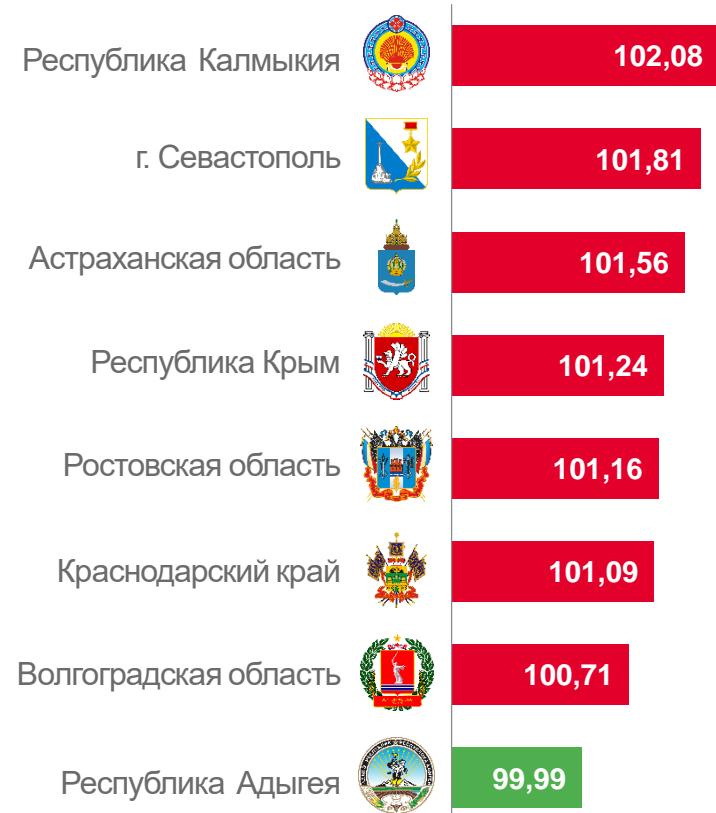 Республика Калмыкия 102,08
г. Севастополь 101,81
Астраханская область 101,56
Республика Крым 101,24
Ростовская область 101,16
Краснодарский край 101,09
Волгоградская область 100,71
Республика Адыгея 99,99